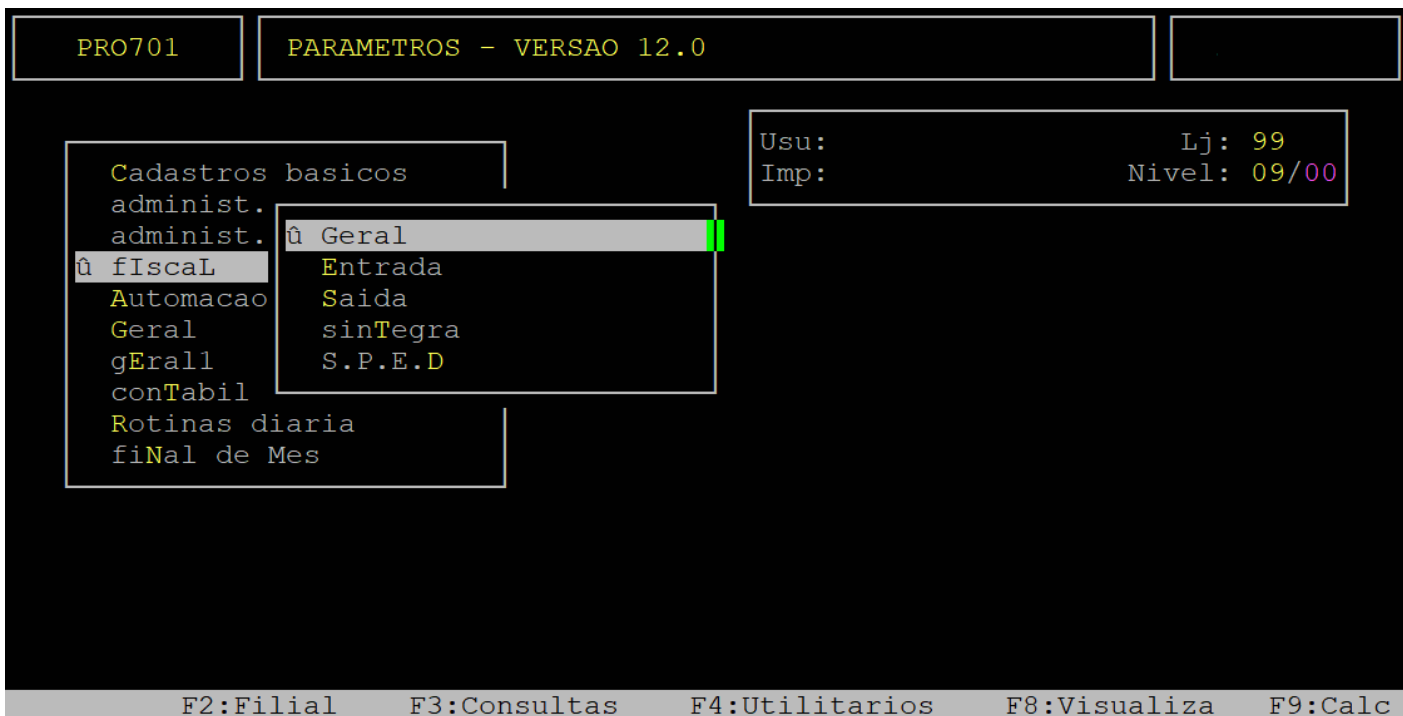 PRO701
PARAMETROS - VERSAO 12.0
Usu: Lj: 99
Imp: Nivel: 09/00
Cadastros basicos
administ.
administ.
û fIscaL
Automacao
Geral
gEral1
conTabil
Rotinas diaria
fiNal de Mes
û Geral
Entrada
Saida
sinTegra
S.P.E.D
F2:Filial F3:Consultas F4:Utilitarios F8:Visualiza F9:Calc